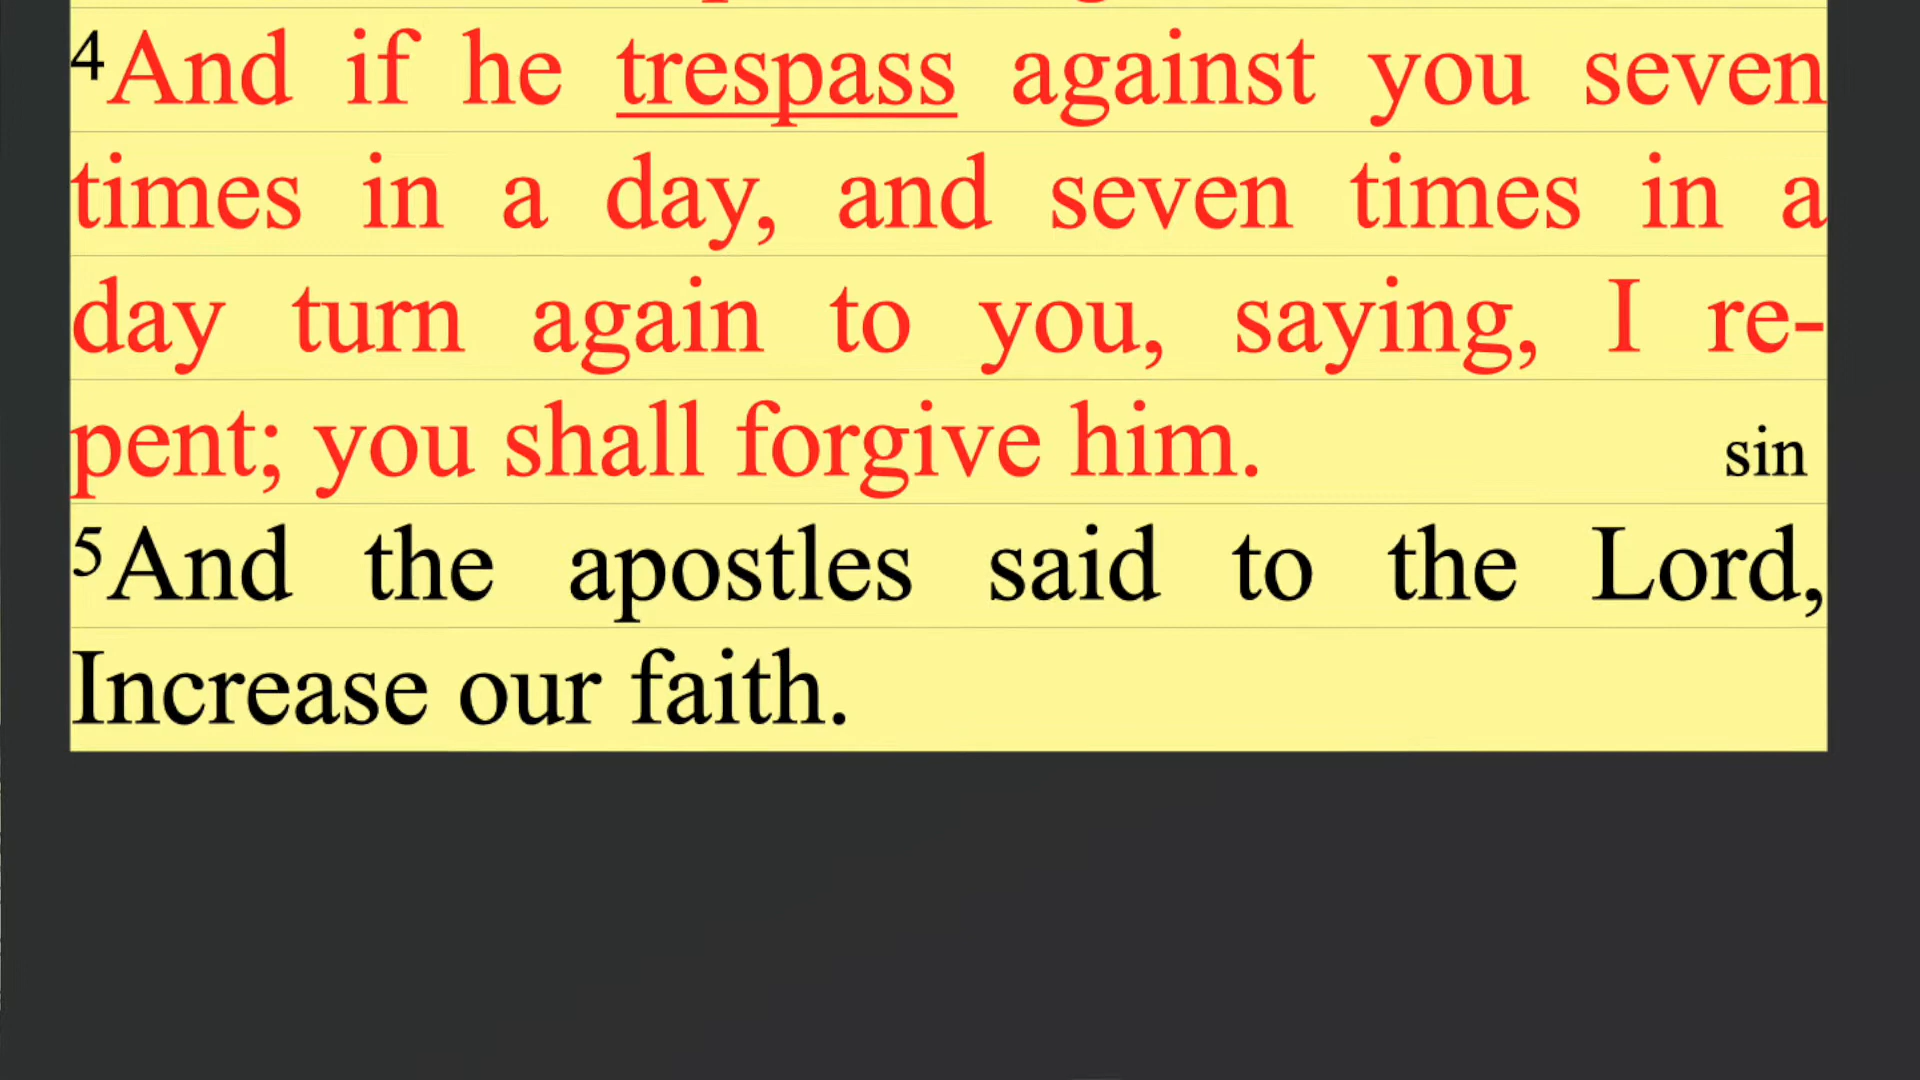 4And if he trespass against you seven
times in a day, and seven times in a
day turn again to you, saying, I re-
pent; you shall forgive him. sin
5And the apostles said to the Lord,
Increase our faith.